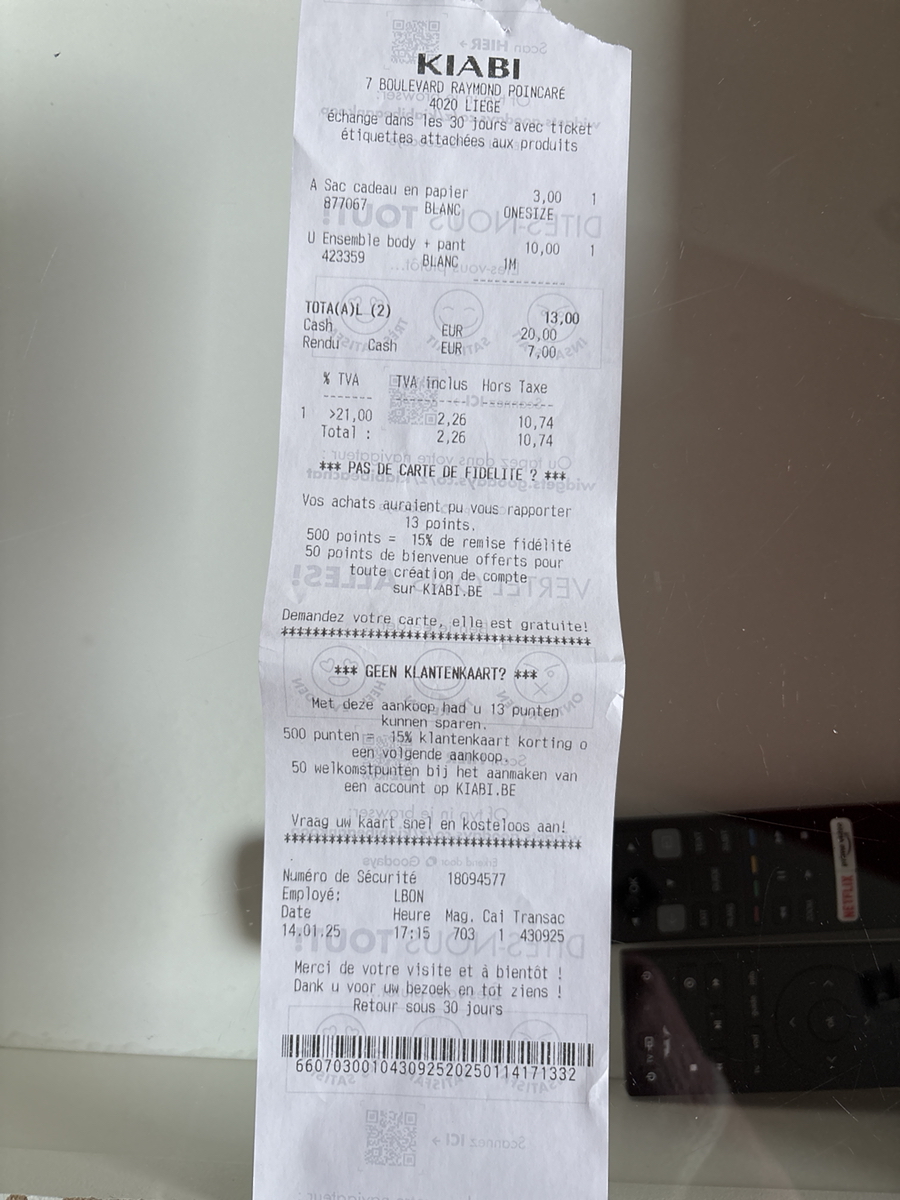 KIABI
7 BOULEVARD RAYMOND POINCARÉ
4020 LIEGE
échange dans les 30 jours avec ticket
étiquettes attachées aux produits
A Sac cadeau en papier 3,00 1
877067 BLANC ONESIZE
U Ensemble body + pant 10,00 1
423359 BLANC 1M
------------
TOTA(A)L (2) 13,00
Cash EUR 20,00
Rendu Cash EUR 7,00
% TVA TVA inclus Hors Taxe
1 >21,00 2,26 10,74
Total : 2,26 10,74
*** PAS DE CARTE DE FIDELITE ? ***
Vos achats auraient pu vous rapporter
13 points.
500 points = 15% de remise fidélité
50 points de bienvenue offerts pour
toute création de compte
sur KIABI.BE
Demandez votre carte, elle est gratuite!
****************************************
*** GEEN KLANTENKAART? ***
Met deze aankoop had u 13 punten
kunnen sparen.
500 punten = 15% klantenkaart korting o
een volgende aankoop.
50 welkomstpunten bij het aanmaken van
een account op KIABI.BE
Vraag uw kaart snel en kosteloos aan!
****************************************
Numéro de Sécurité 18094577
Employé: LBON
Date Heure Mag. Cai Transac
14.01.25 17:15 703 1 430925
Merci de votre visite et à bientôt !
Dank u voor uw bezoek en tot ziens !
Retour sous 30 jours
660703001043092520250114171332
NETFLIX